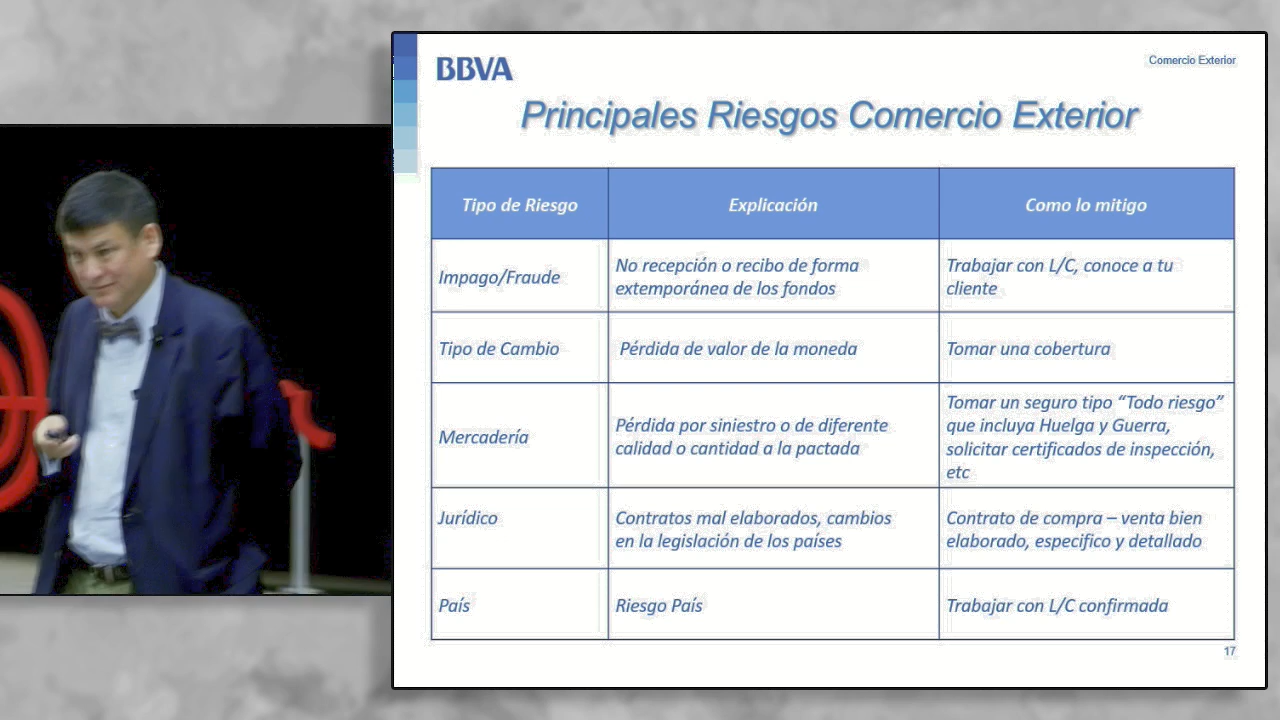 BBVA
Comercio Exterior
Principales Riesgos Comercio Exterior
Tipo de Riesgo
Explicación
Como lo mitigo
Impago/Fraude
No recepción o recibo de forma
extemporánea de los fondos
Trabajar con L/C, conoce a tu
cliente
Tipo de Cambio
Pérdida de valor de la moneda
Tomar una cobertura
Mercadería
Pérdida por siniestro o de diferente
calidad o cantidad a la pactada
Tomar un seguro tipo “Todo riesgo”
que incluya Huelga y Guerra,
solicitar certificados de inspección,
etc
Jurídico
Contratos mal elaborados, cambios
en la legislación de los países
Contrato de compra – venta bien
elaborado, especifico y detallado
País
Riesgo País
Trabajar con L/C confirmada
17